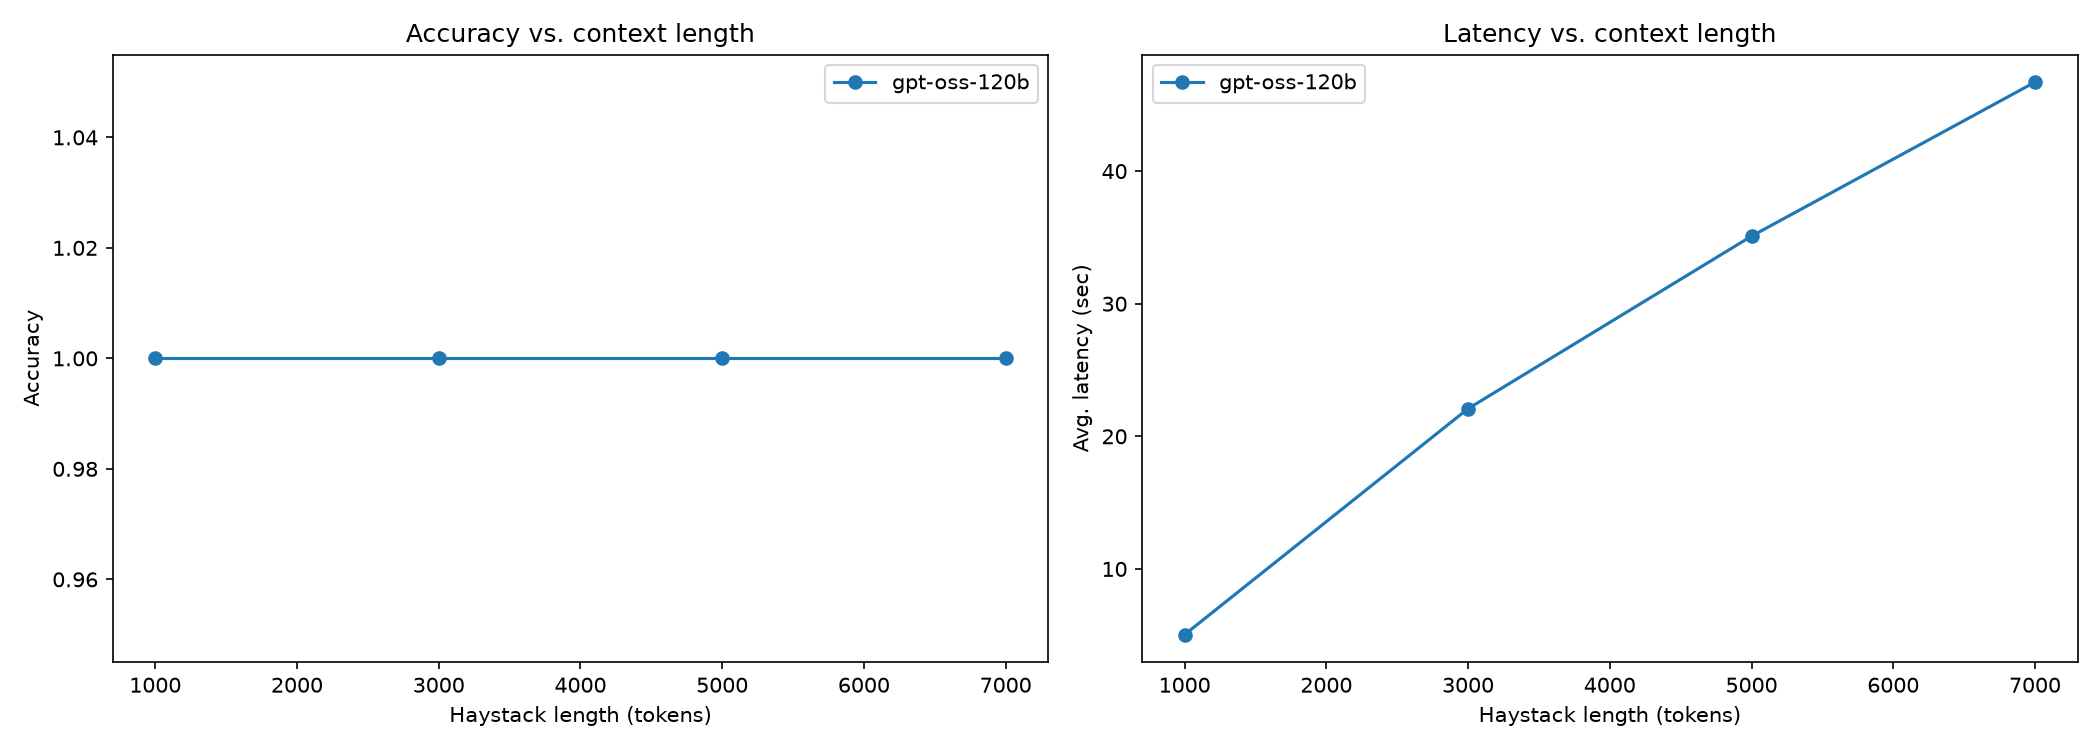 Accuracy vs. context length
gpt-oss-120b
1.04
1.02
1.00
0.98
0.96
Accuracy
1000 2000 3000 4000 5000 6000 7000
Haystack length (tokens)
Latency vs. context length
gpt-oss-120b
40
30
20
10
Avg. latency (sec)
1000 2000 3000 4000 5000 6000 7000
Haystack length (tokens)